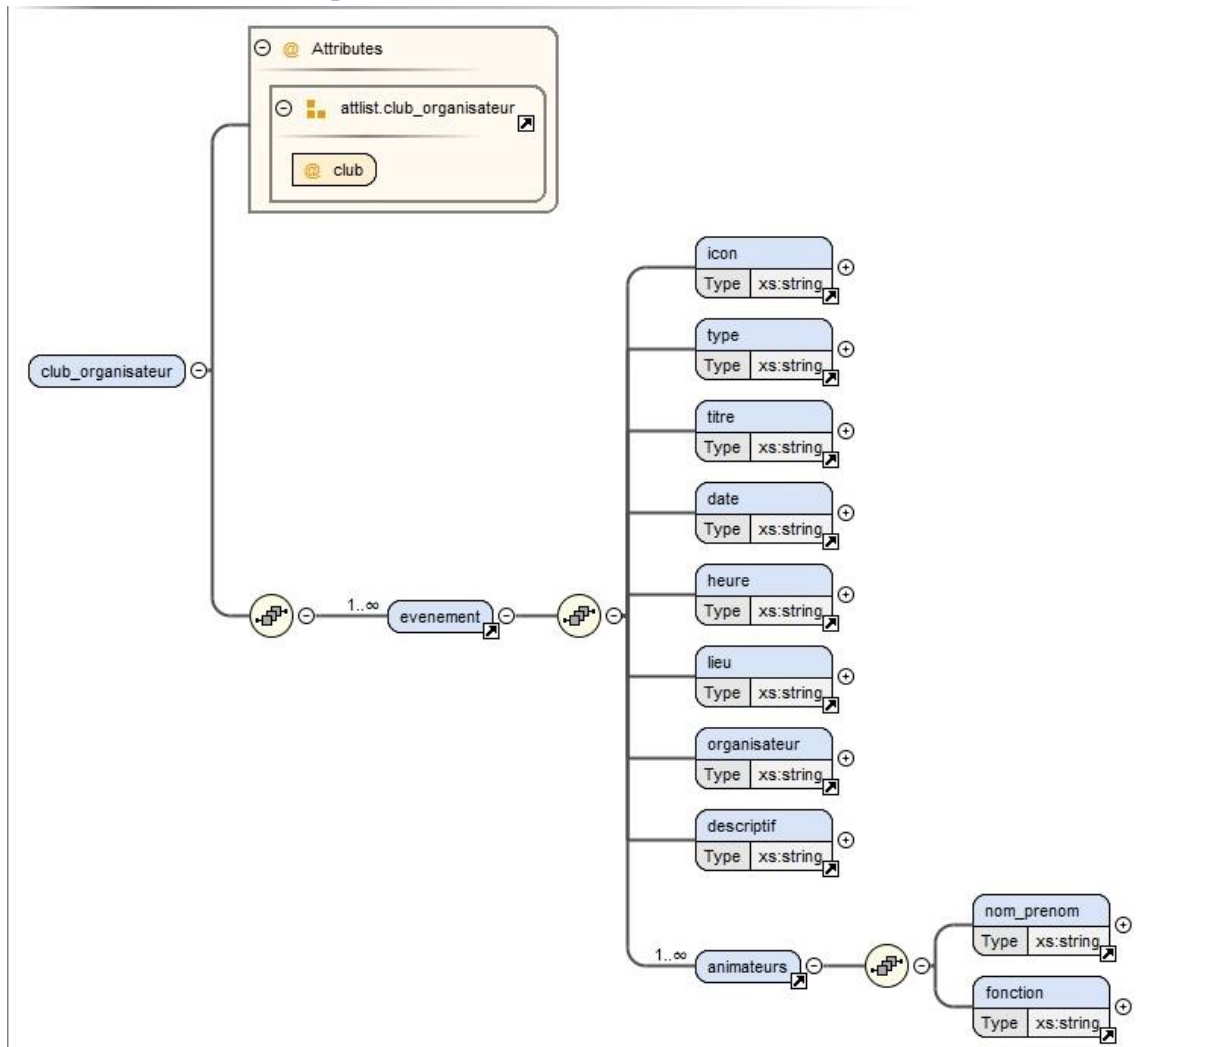 @ Attributes
attlist.club_organisateur
@ club
icon
Type xs:string
type
Type xs:string
club_organisateur
titre
Type xs:string
date
Type xs:string
heure
Type xs:string
1..∞
evenement
lieu
Type xs:string
organisateur
Type xs:string
descriptif
Type xs:string
1..∞
animateurs
nom_prenom
Type xs:string
fonction
Type xs:string